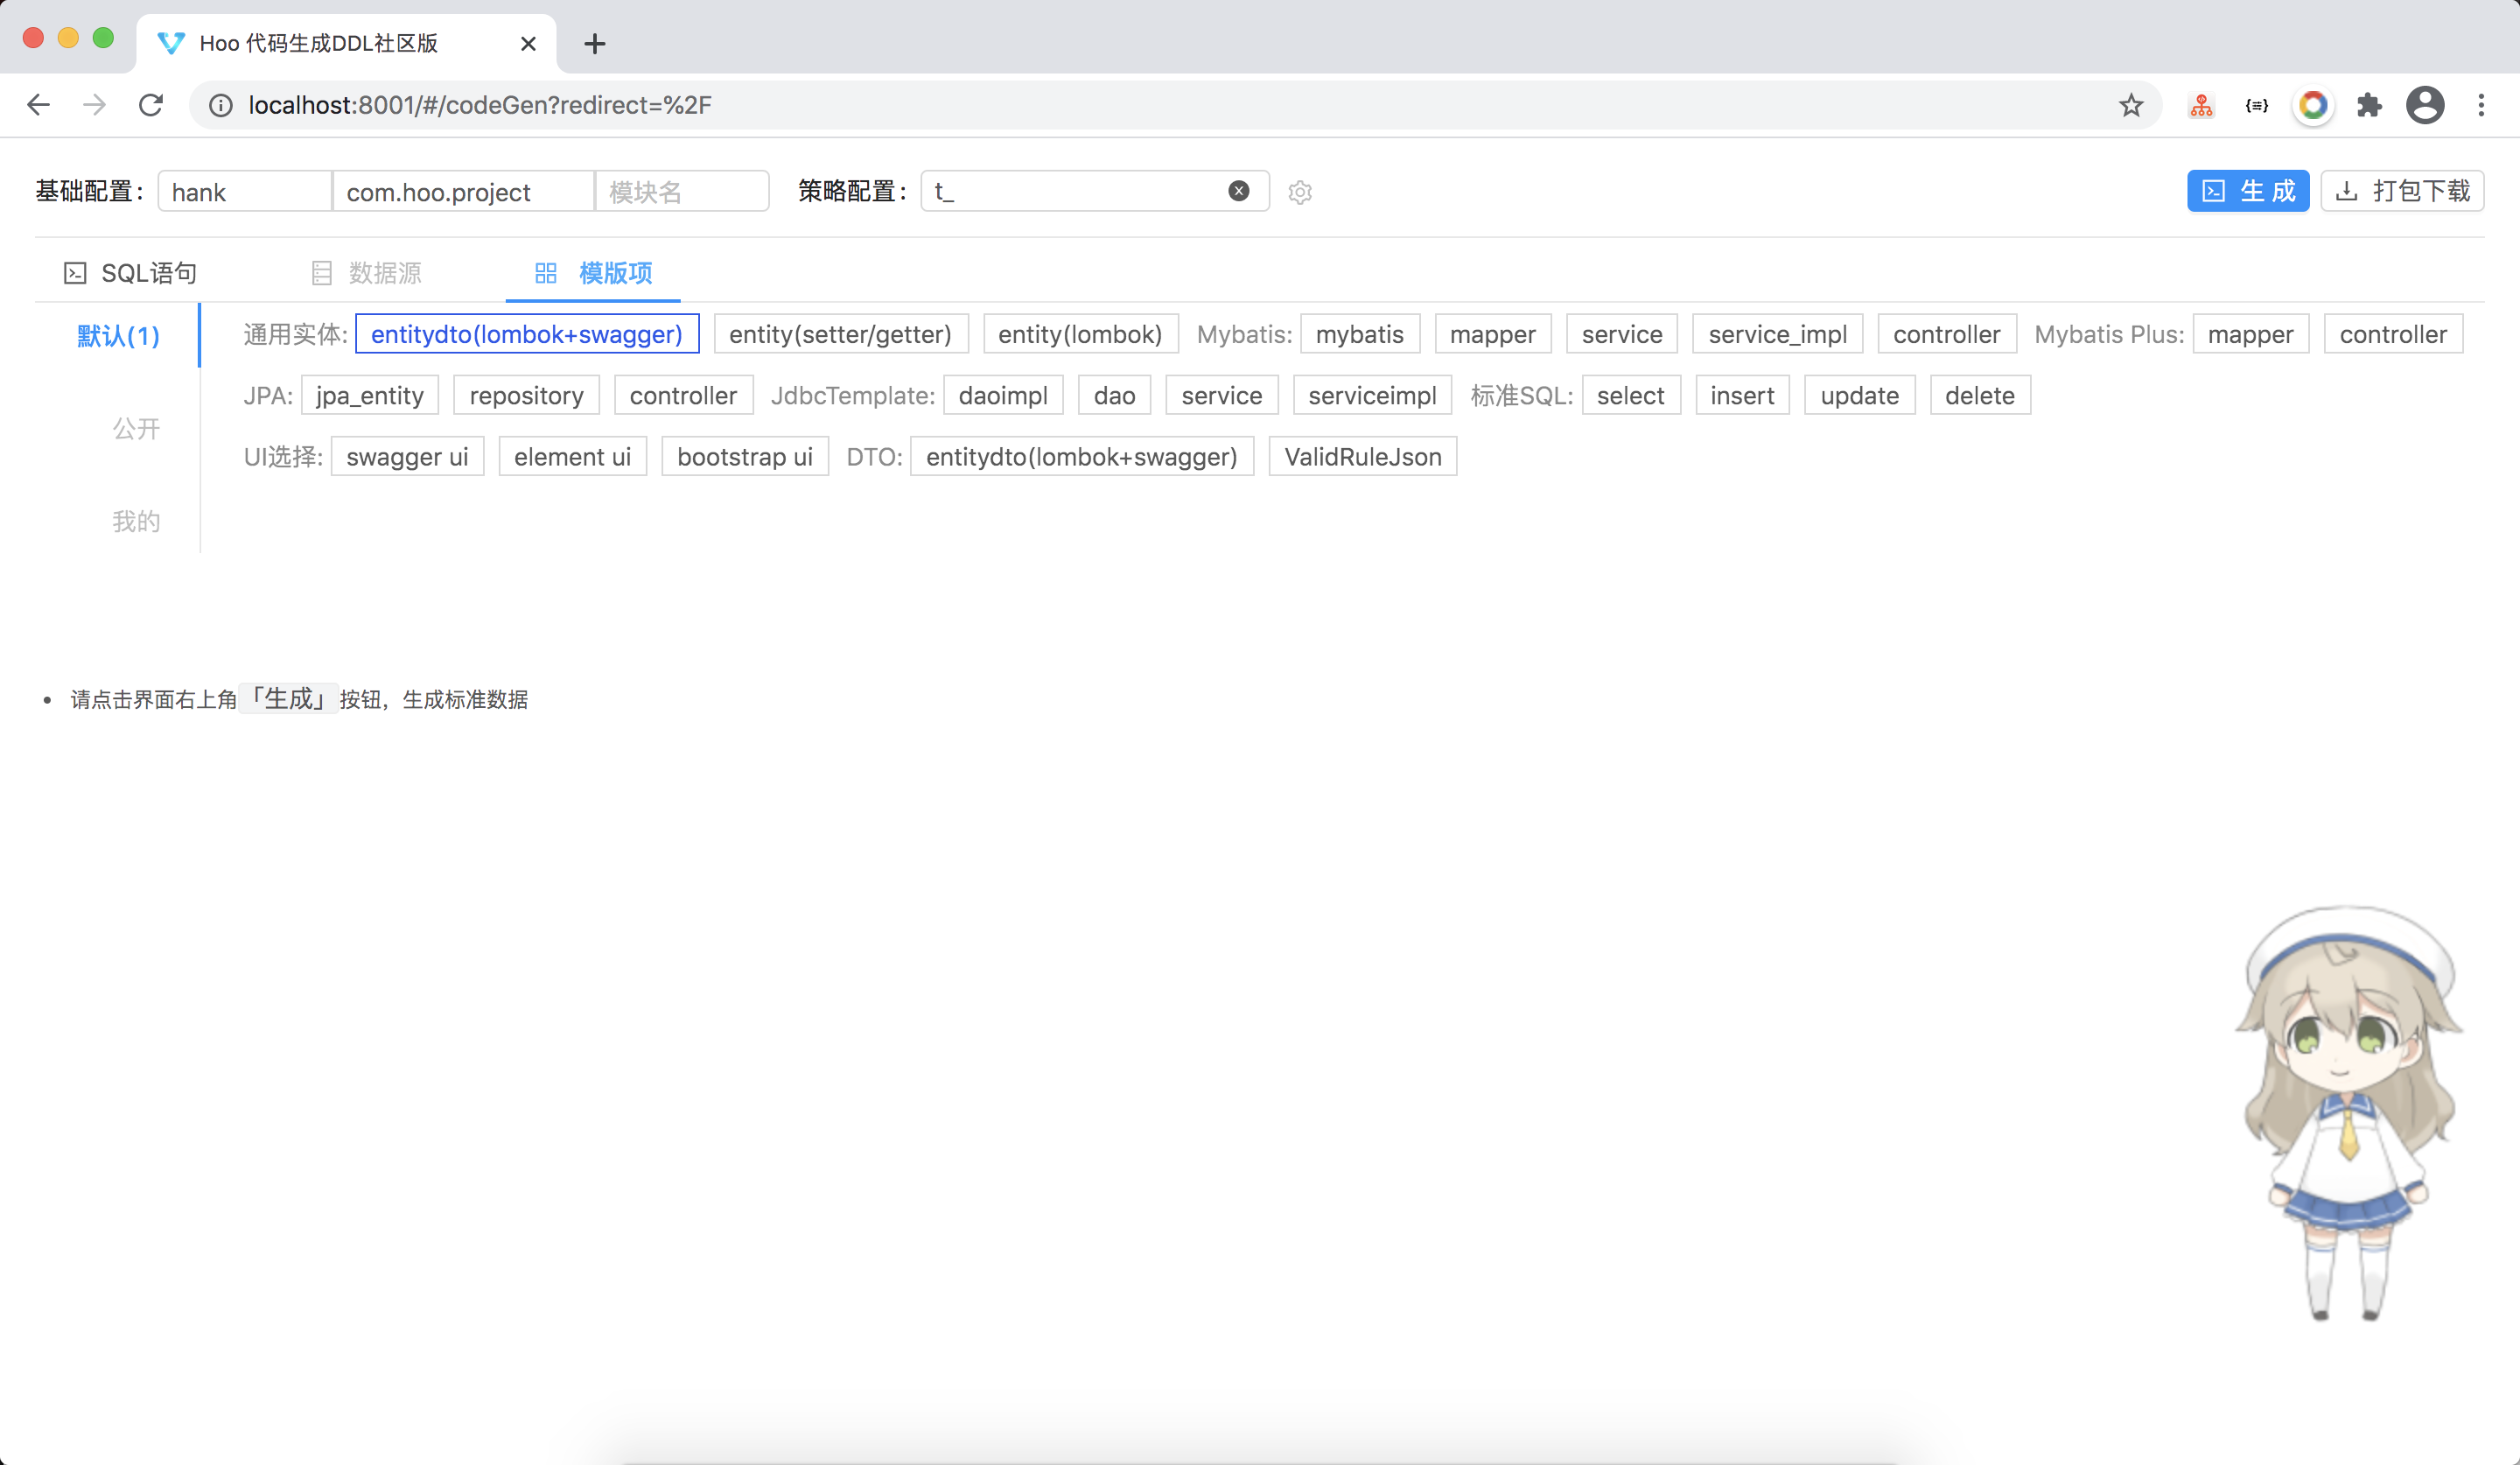 Hoo 代码生成DDL社区版
localhost:8001/#/codeGen?redirect=%2F
基础配置： hank com.hoo.project 模块名 策略配置： t_ 生 成 打包下载
SQL语句 数据源 模版项
默认(1)
公开
我的
通用实体: entitydto(lombok+swagger) entity(setter/getter) entity(lombok) Mybatis: mybatis mapper service service_impl controller Mybatis Plus: mapper controller
JPA: jpa_entity repository controller JdbcTemplate: daoimpl dao service serviceimpl 标准SQL: select insert update delete
UI选择: swagger ui element ui bootstrap ui DTO: entitydto(lombok+swagger) ValidRuleJson
• 请点击界面右上角「生成」按钮，生成标准数据